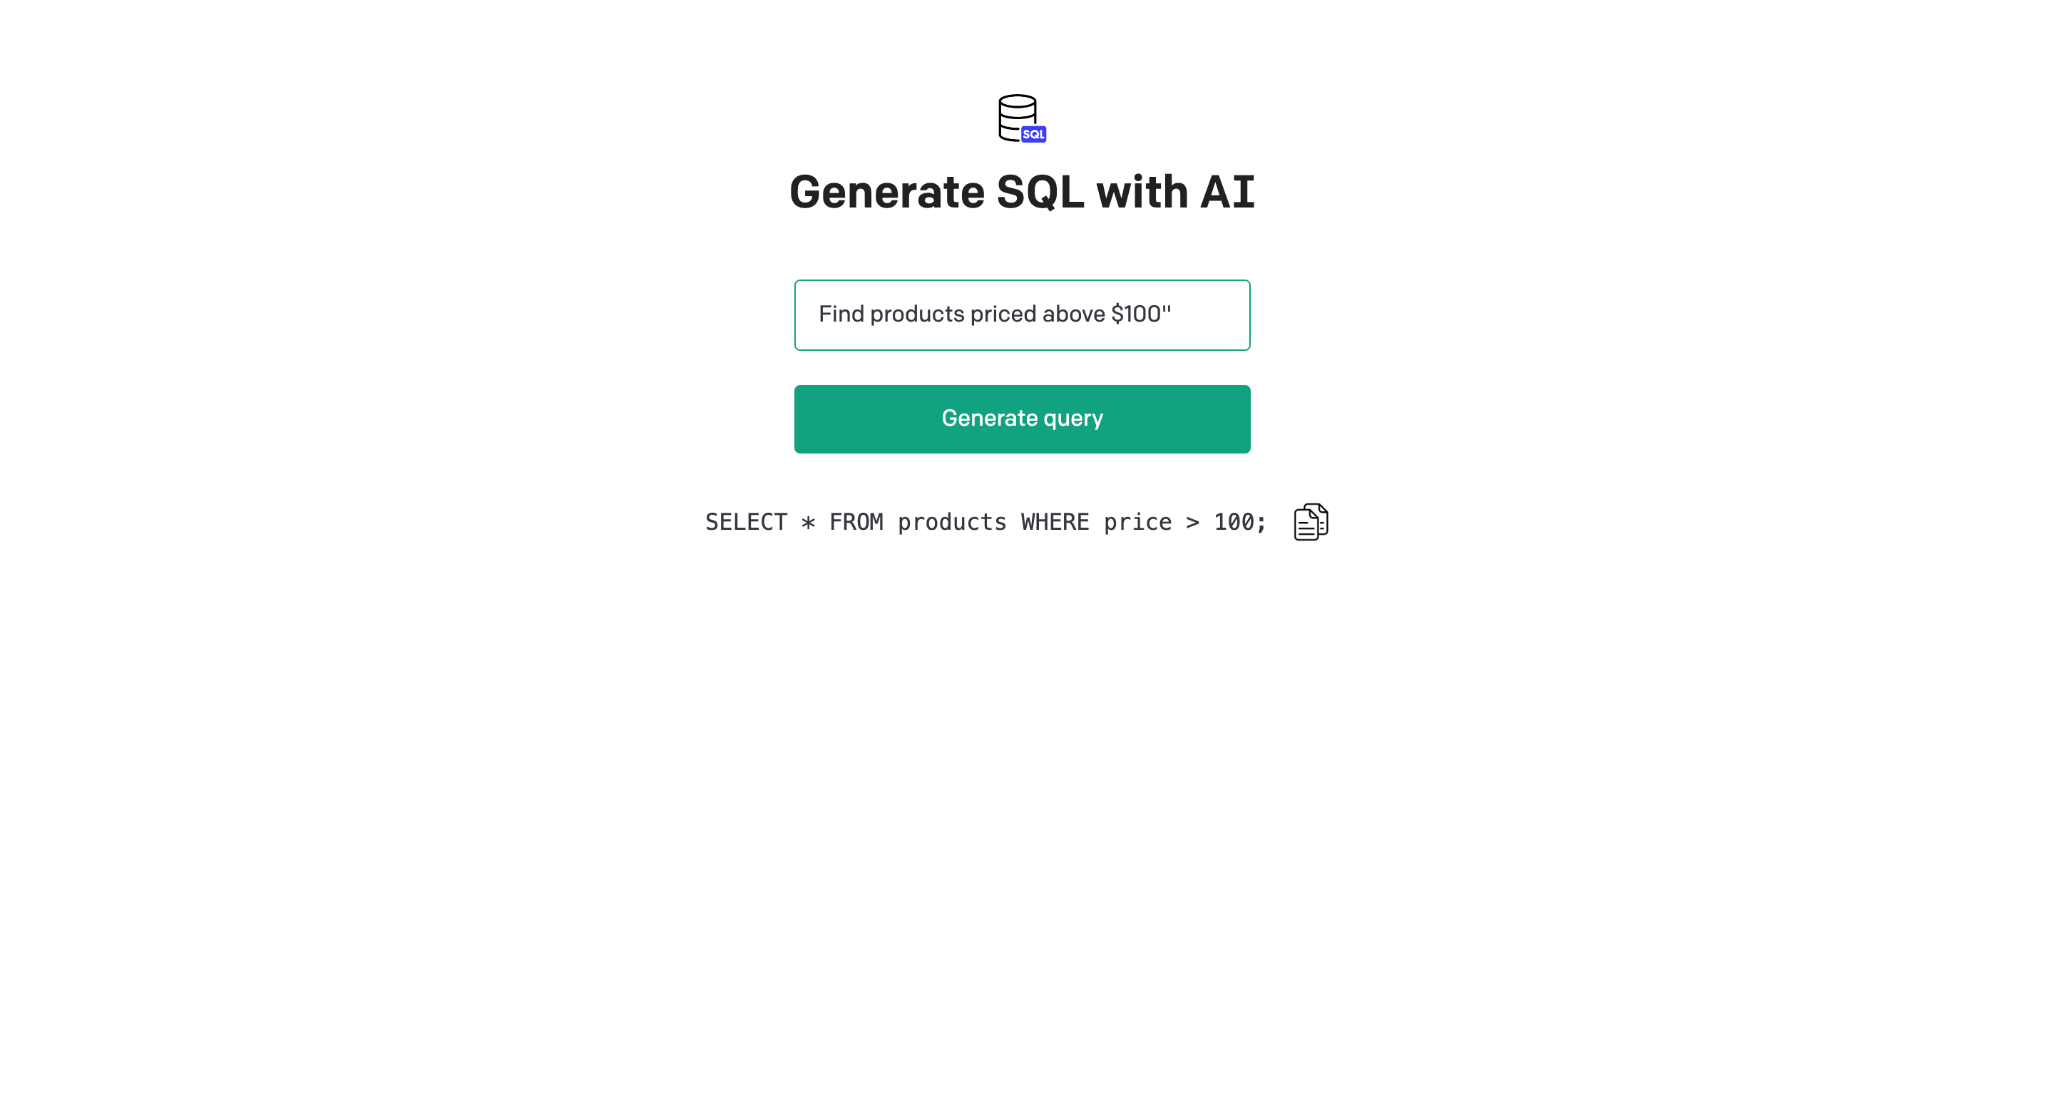 SQL
Generate SQL with AI
Find products priced above $100"
Generate query
SELECT * FROM products WHERE price > 100;